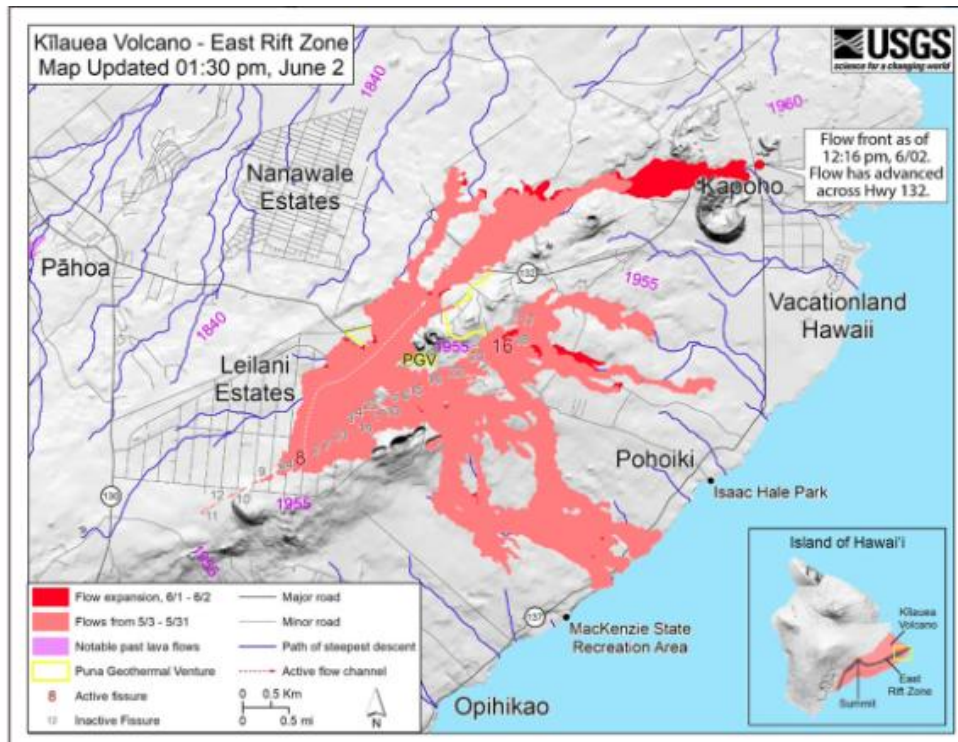 Kīlauea Volcano - East Rift Zone
Map Updated 01:30 pm, June 2
USGS
science for a changing world
1840
1960
Flow front as of
12:16 pm, 6/02.
Flow has advanced
across Hwy 132.
Nanawale
Estates
Kapoho
Pāhoa
132
1955
Vacationland
Hawaii
1840
Leilani
Estates
1955
PGV
16
8
9
12
10
11
1955
130
Pohoiki
Isaac Hale Park
Island of Hawai'i
Kīlauea
Volcano
East
Rift Zone
Summit
137
MacKenzie State
Recreation Area
Opihikao
Flow expansion, 6/1 - 6/2
Flows from 5/3 - 5/31
Notable past lava flows
Puna Geothermal Venture
8 Active fissure
12 Inactive Fissure
Major road
Minor road
Path of steepest descent
Active flow channel
0 0.5 Km
0 0.5 mi
N